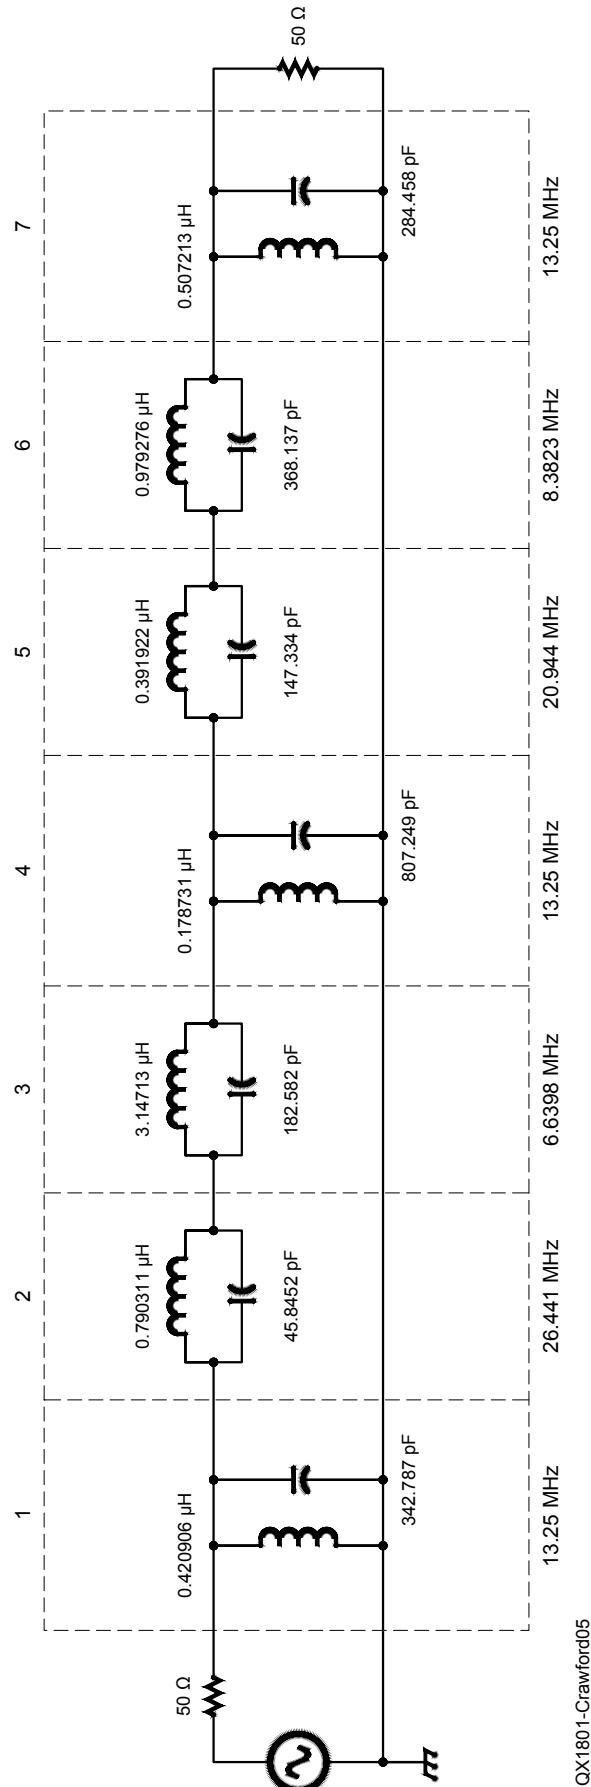 1
2
3
4
5
6
7
50 Ω
0.420906 µH
342.787 pF
0.790311 µH
45.8452 pF
3.14713 µH
182.582 pF
0.178731 µH
807.249 pF
0.391922 µH
147.334 pF
0.979276 µH
368.137 pF
0.507213 µH
284.458 pF
50 Ω
13.25 MHz
26.441 MHz
6.6398 MHz
13.25 MHz
20.944 MHz
8.3823 MHz
13.25 MHz
QX1801-Crawford05